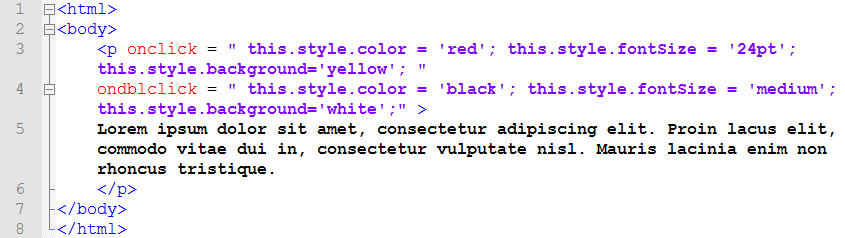 1 <html>
2 <body>
3 <p onclick = " this.style.color = 'red'; this.style.fontSize = '24pt';
this.style.background='yellow'; "
4 ondblclick = " this.style.color = 'black'; this.style.fontSize = 'medium';
this.style.background='white';" >
5 Lorem ipsum dolor sit amet, consectetur adipiscing elit. Proin lacus elit,
commodo vitae dui in, consectetur vulputate nisl. Mauris lacinia enim non
rhoncus tristique.
6 </p>
7 </body>
8 </html>